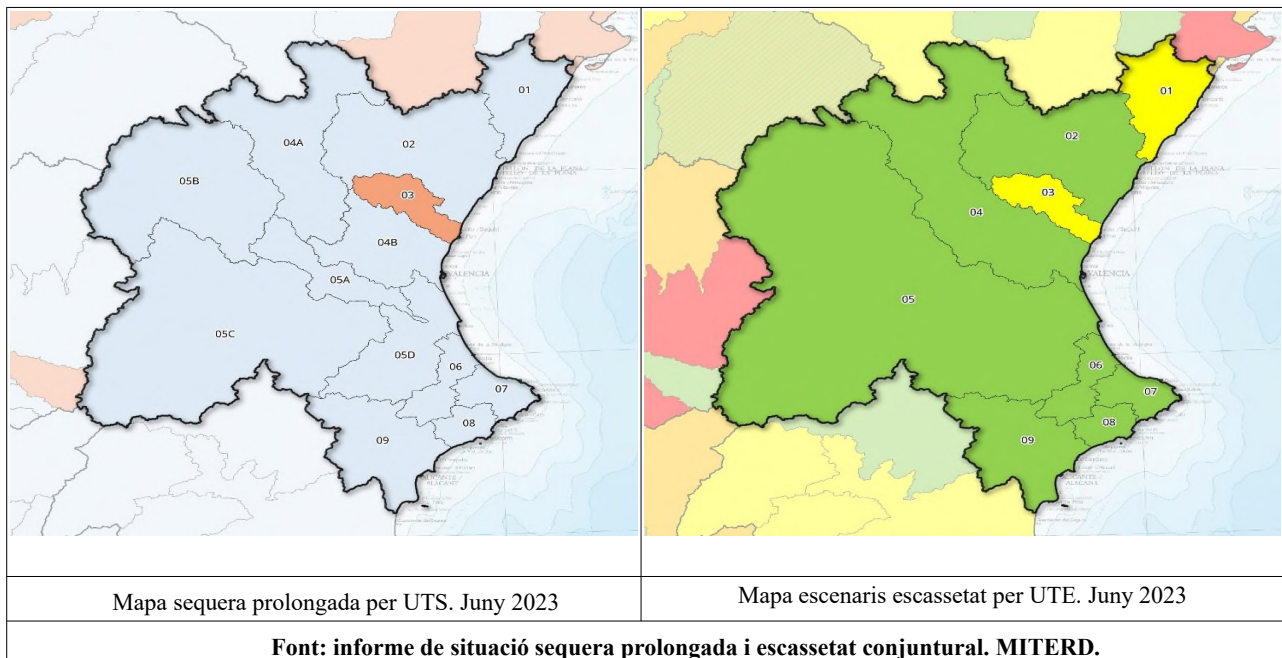 01
04A
02
05B
03
04B
05A
05C
05D
06
07
08
09
VALENCIA
01
02
03
04
05
06
07
08
09
VALENCIA
Mapa sequera prolongada per UTS. Juny 2023
Mapa escenaris escassetat per UTE. Juny 2023
Font: informe de situació sequera prolongada i escassetat conjuntural. MITERD.